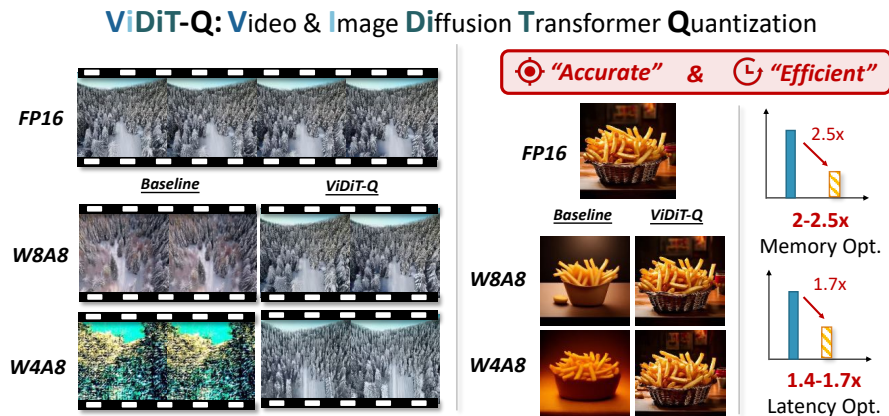 ViDiT-Q: Video & Image Diffusion Transformer Quantization
FP16
Baseline
ViDiT-Q
W8A8
W4A8
"Accurate" & "Efficient"
FP16
Baseline
ViDiT-Q
W8A8
W4A8
2.5x
2-2.5x
Memory Opt.
1.7x
1.4-1.7x
Latency Opt.